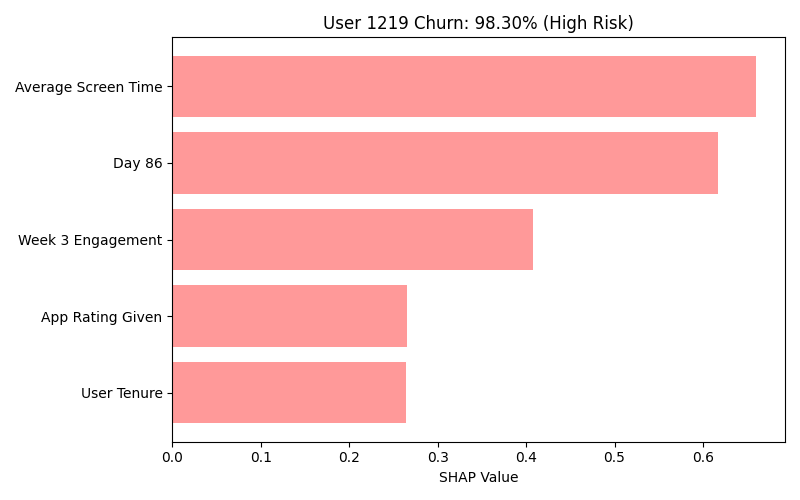 User 1219 Churn: 98.30% (High Risk)
Average Screen Time
Day 86
Week 3 Engagement
App Rating Given
User Tenure
0.0 0.1 0.2 0.3 0.4 0.5 0.6
SHAP Value